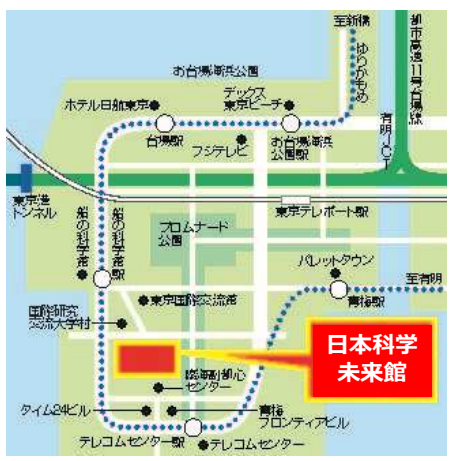 至新橋
ゆりかもめ
都市高速11号台場線
お台場海浜公園
デックス
東京ビーチ
ホテル日航東京
台場駅
フジテレビ
お台場海浜
公園駅
有明JCT
東京港
トンネル
東京テレポート駅
船の科学館
船の科学館駅
プロムナード
公園
パレットタウン
至有明
青海駅
東京国際交流館
国際研究
交流大学村
日本科学
未来館
臨海副都心
センター
タイム24ビル
青海
フロンティアビル
テレコムセンター駅
テレコムセンター